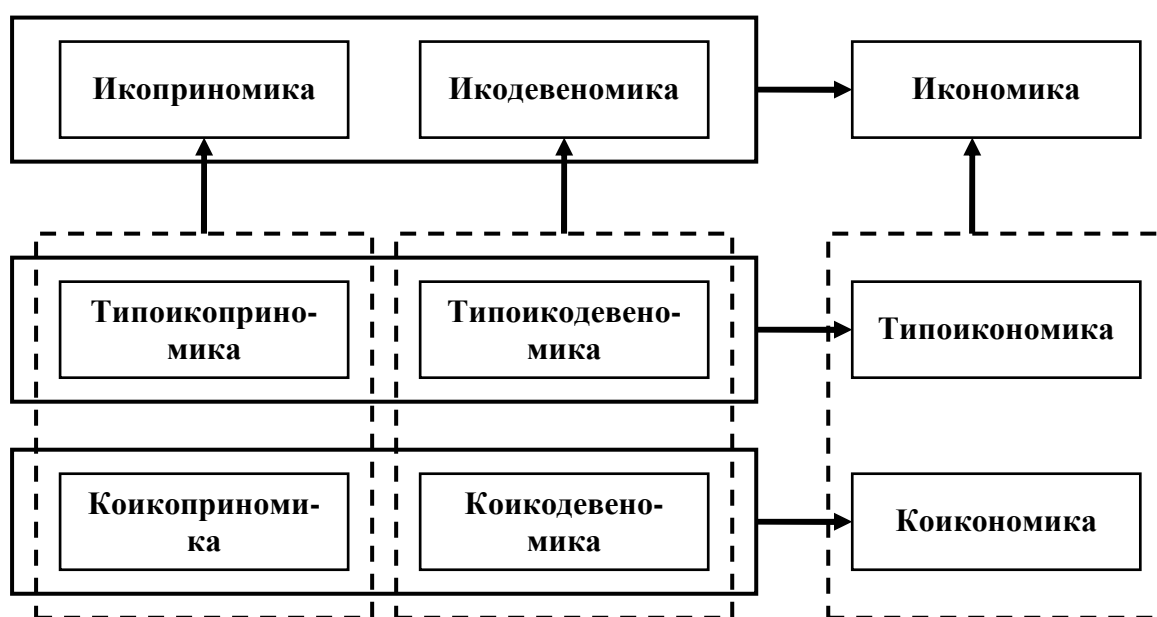 Икоприномика
Икодевеномика
Икономика
Типоикоприно-
мика
Типоикодевено-
мика
Типоикономика
Коикоприноми-
ка
Коикодевено-
мика
Коикономика